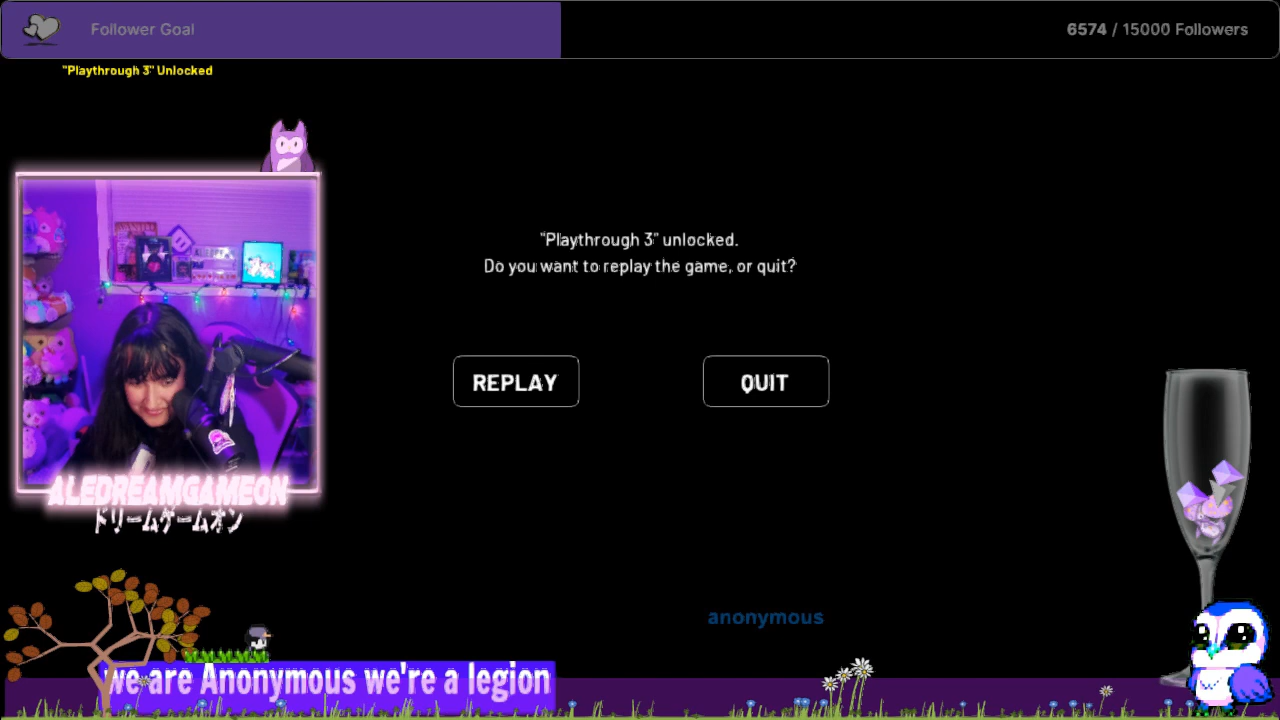 Follower Goal
6574 / 15000 Followers
"Playthrough 3" Unlocked
"Playthrough 3" unlocked.
Do you want to replay the game, or quit?
REPLAY
QUIT
ALEDREAMGAMEON
ドリームゲームオン
anonymous
we are Anonymous we're a legion